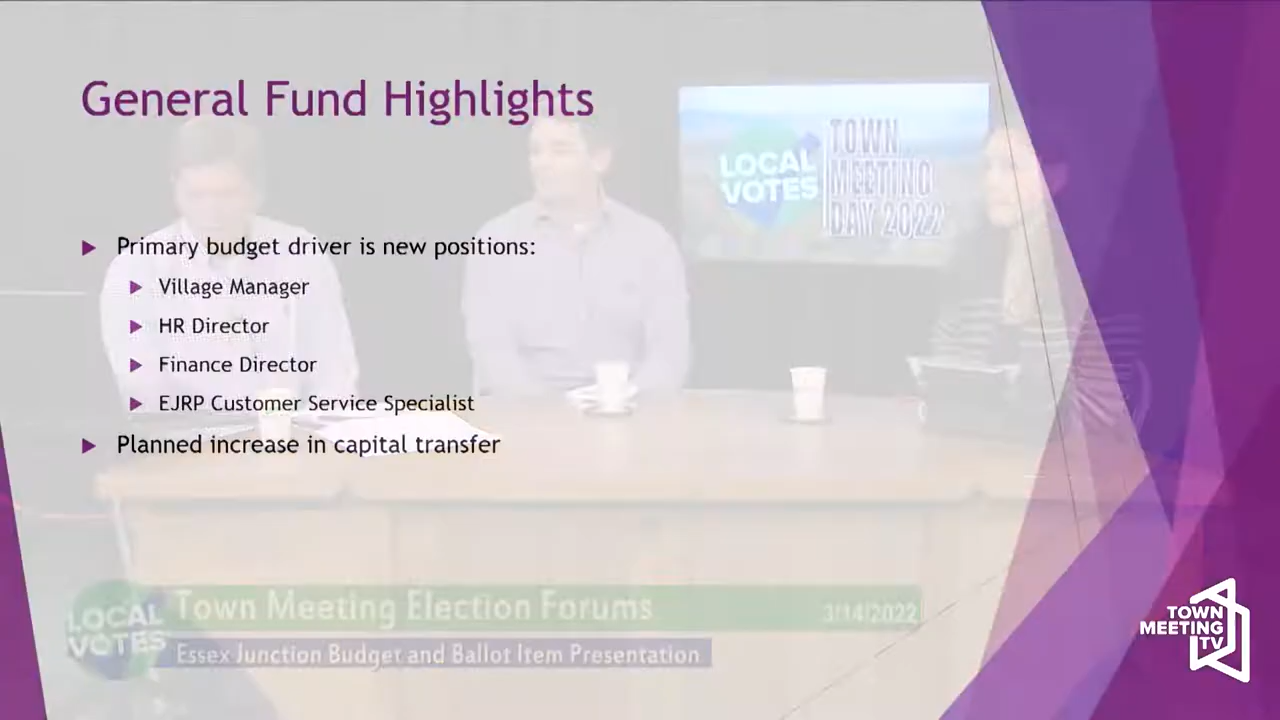 General Fund Highlights
LOCAL
VOTES
TOWN
MEETING
DAY 2022
Primary budget driver is new positions:
Village Manager
HR Director
Finance Director
EJRP Customer Service Specialist
Planned increase in capital transfer
LOCAL
VOTES
Town Meeting Election Forums
3/14/2022
Essex Junction Budget and Ballot Item Presentation
TOWN
MEETING
TV